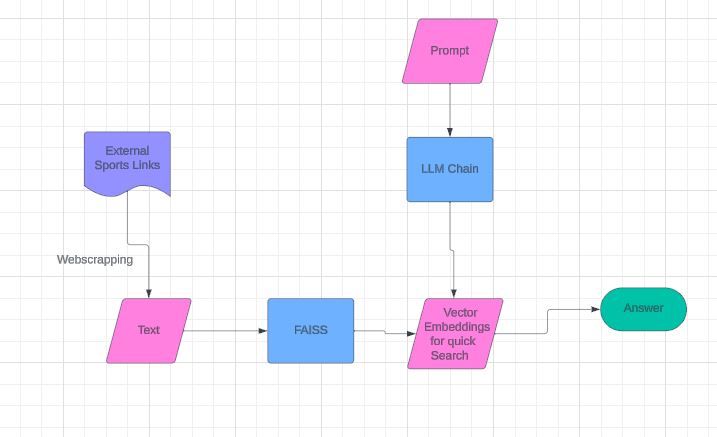 Prompt
External
Sports Links
LLM Chain
Webscrapping
Text
FAISS
Vector
Embeddings
for quick
Search
Answer